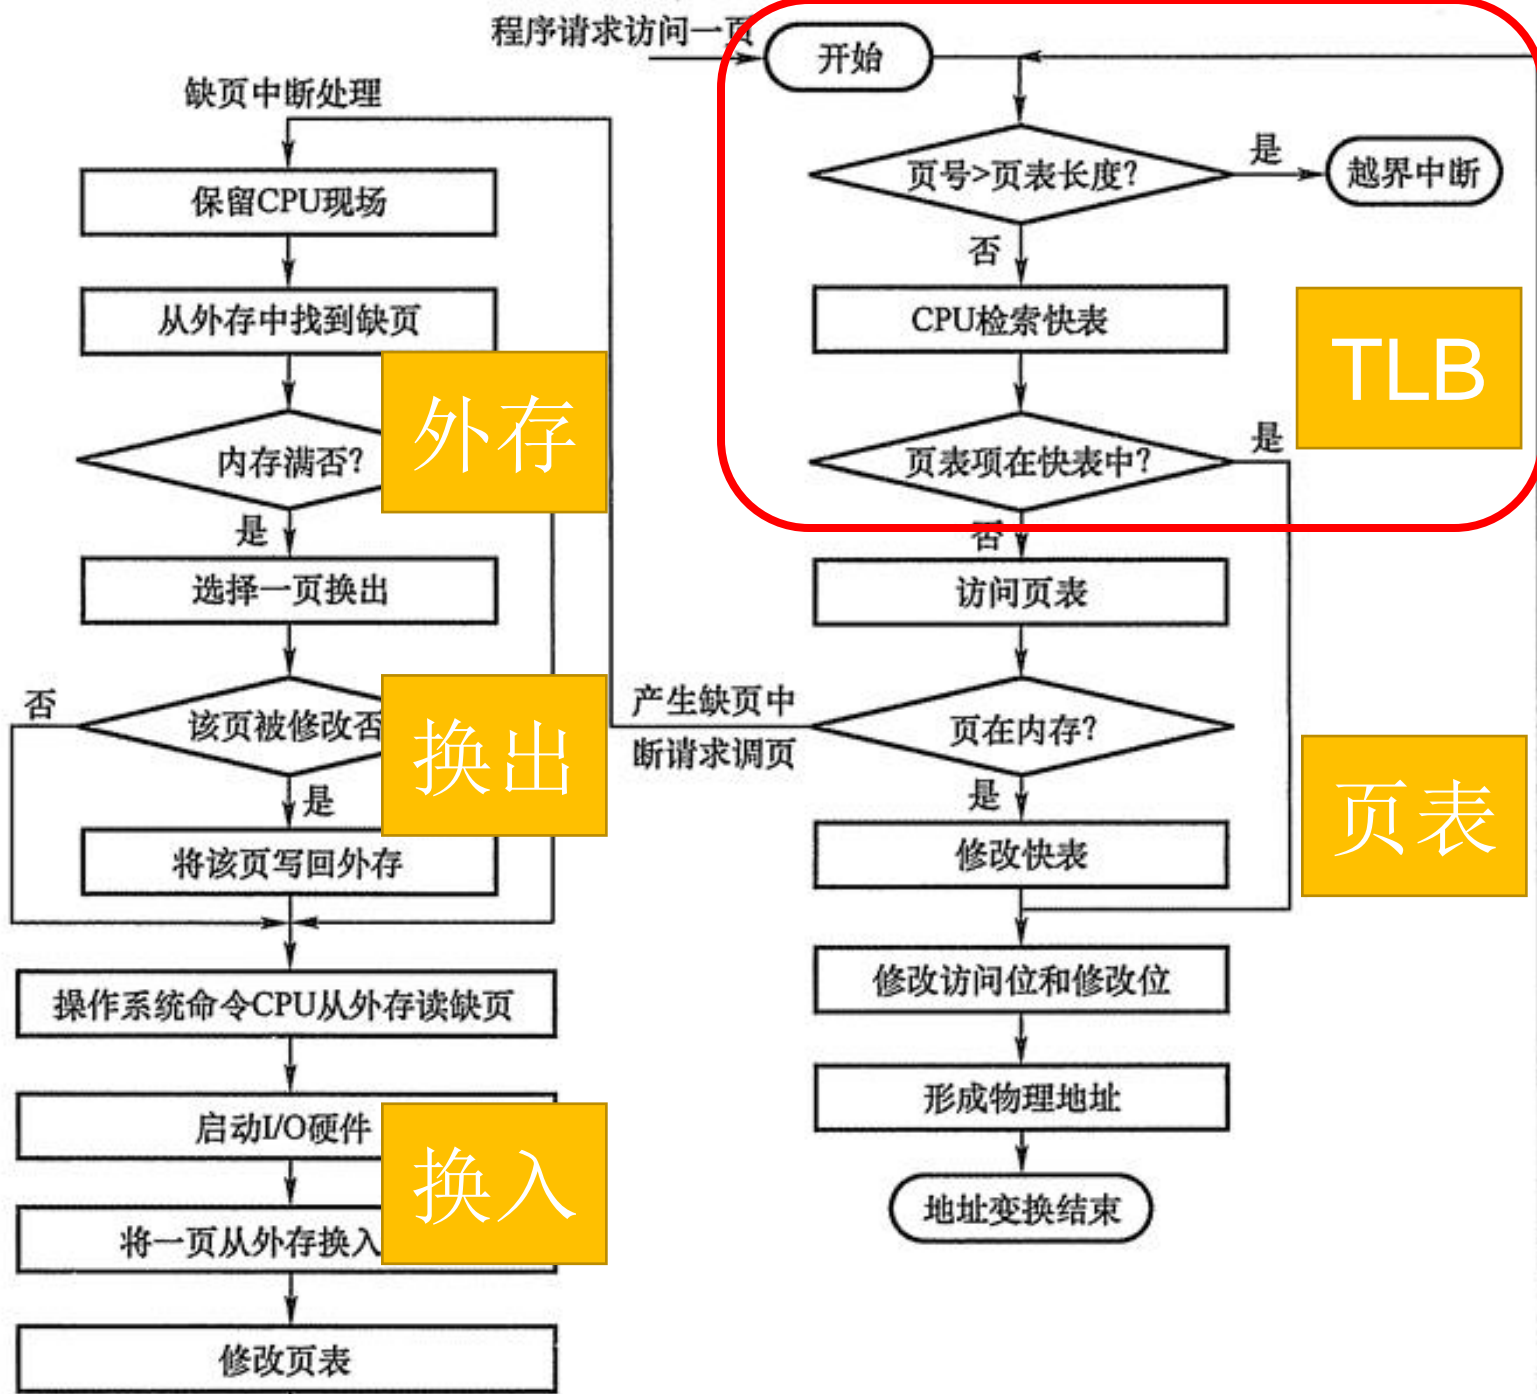 程序请求访问一页
开始
缺页中断处理
页号>页表长度?
是
越界中断
否
CPU检索快表
TLB
页表项在快表中?
是
否
访问页表
页在内存?
产生缺页中
断请求调页
是
修改快表
页表
修改访问位和修改位
形成物理地址
地址变换结束
保留CPU现场
从外存中找到缺页
外存
内存满否?
是
选择一页换出
否
该页被修改否
换出
是
将该页写回外存
操作系统命令CPU从外存读缺页
启动I/O硬件
换入
将一页从外存换入
修改页表